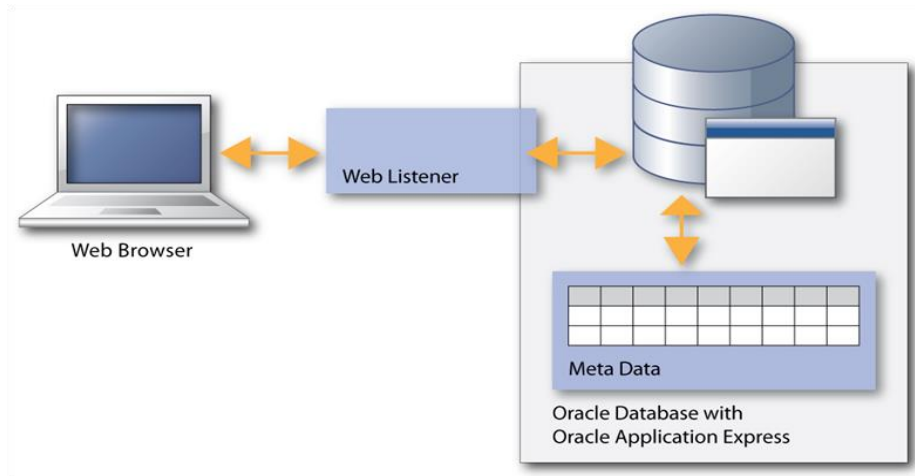 Web Browser
Web Listener
Meta Data
Oracle Database with
Oracle Application Express